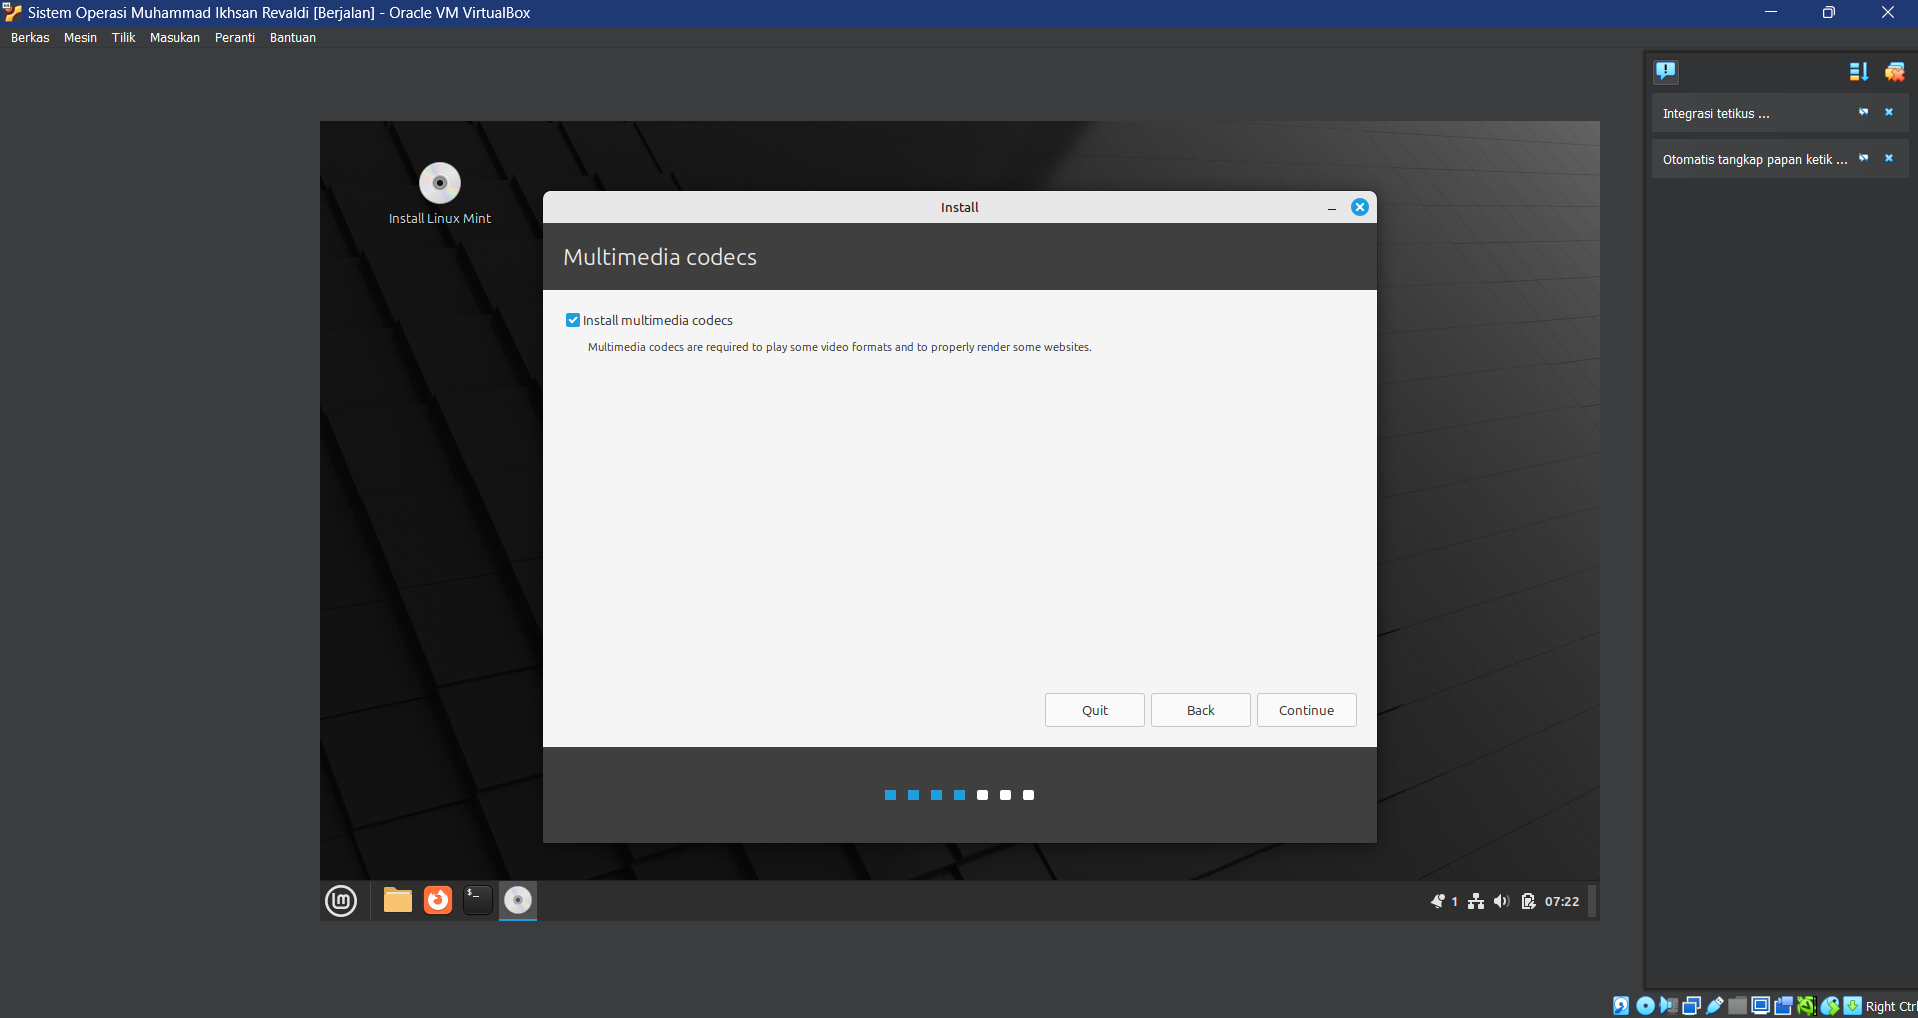 Sistem Operasi Muhammad Ikhsan Revaldi [Berjalan] - Oracle VM VirtualBox
Berkas Mesin Tilik Masukan Peranti Bantuan
Integrasi tetikus ...
Otomatis tangkap papan ketik ...
Install Linux Mint
Install
Multimedia codecs
Install multimedia codecs
Multimedia codecs are required to play some video formats and to properly render some websites.
Quit Back Continue
$_
1 07:22
Right Ctrl